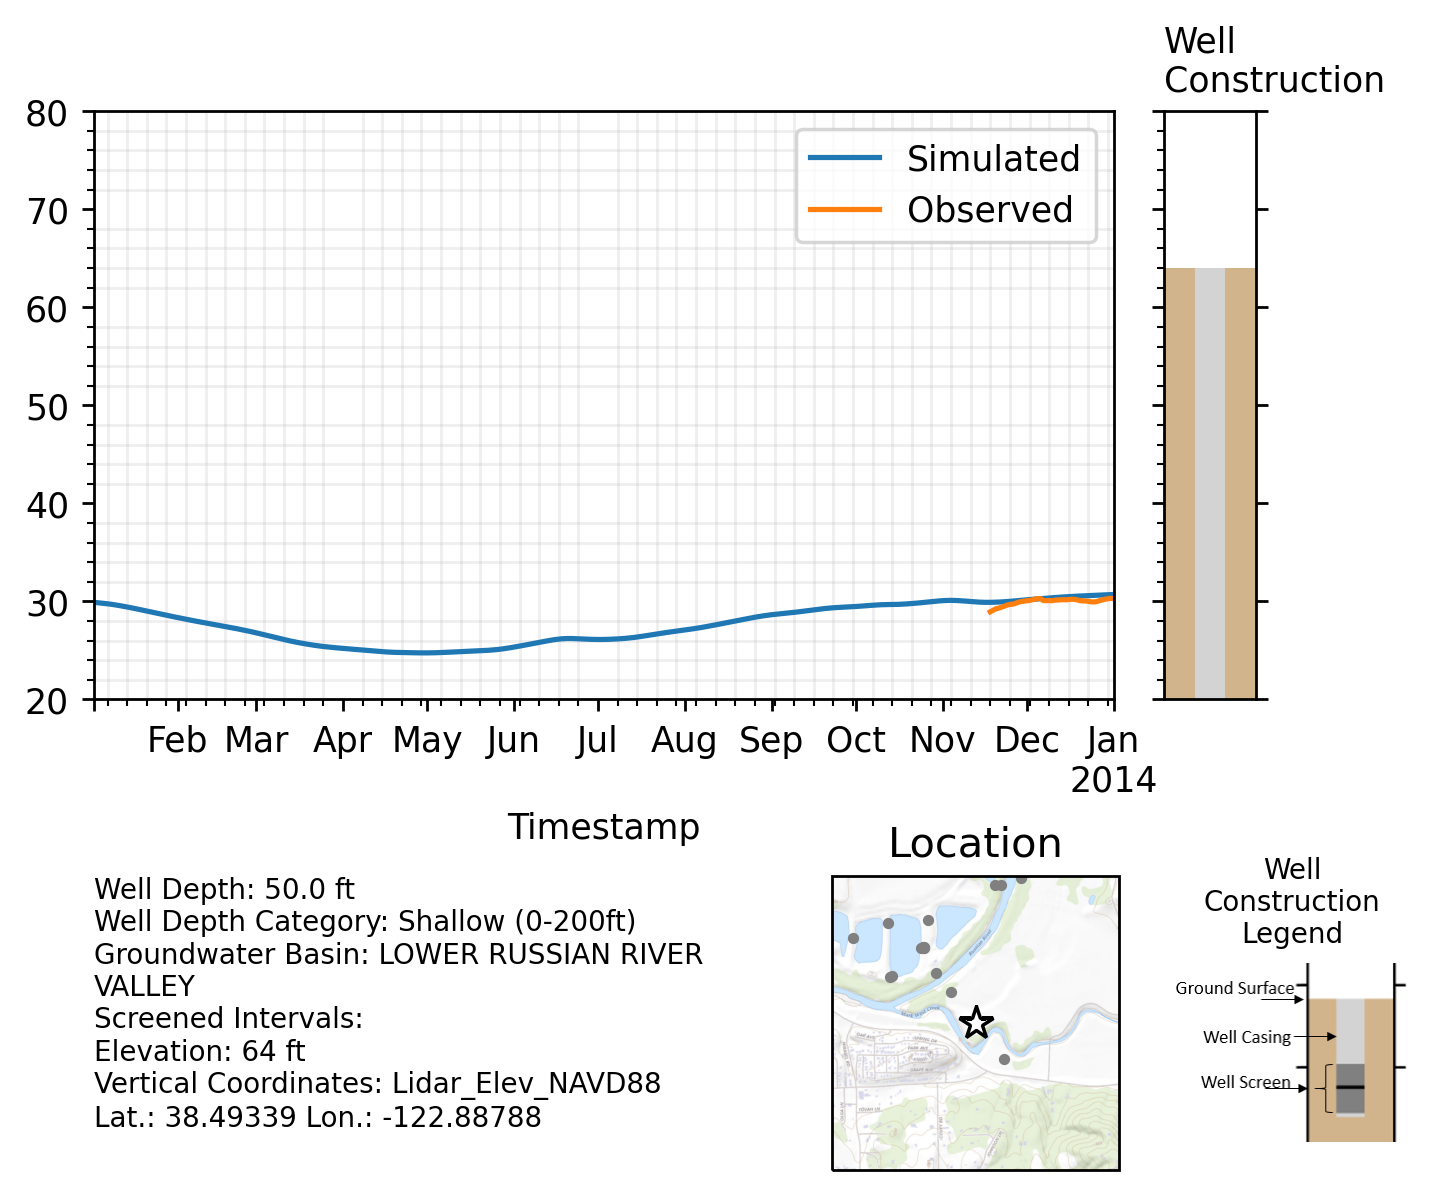 Well
Construction
80
70
60
50
40
30
20
Simulated
Observed
Feb Mar Apr May Jun Jul Aug Sep Oct Nov Dec Jan
2014
Timestamp
Well Depth: 50.0 ft
Well Depth Category: Shallow (0-200ft)
Groundwater Basin: LOWER RUSSIAN RIVER
VALLEY
Screened Intervals:
Elevation: 64 ft
Vertical Coordinates: Lidar_Elev_NAVD88
Lat.: 38.49339 Lon.: -122.88788
Location
Well
Construction
Legend
Ground Surface
Well Casing
Well Screen